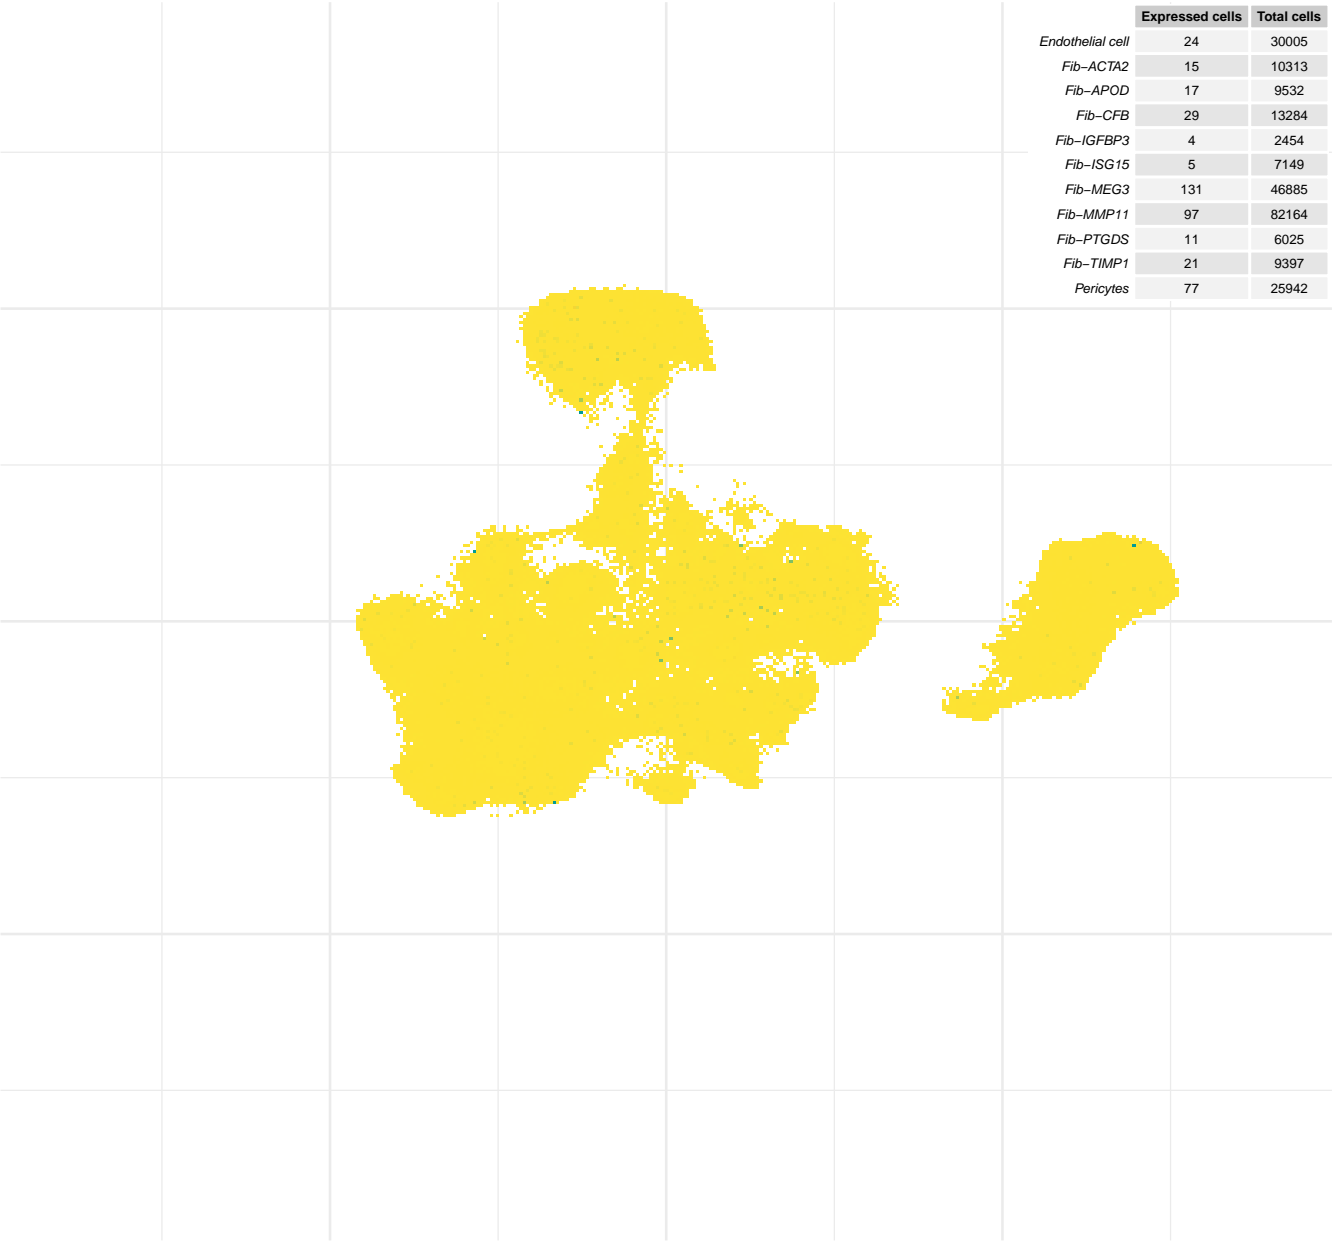 Expressed cells Total cells
Endothelial cell 24 30005
Fib−ACTA2 15 10313
Fib−APOD 17 9532
Fib−CFB 29 13284
Fib−IGFBP3 4 2454
Fib−ISG15 5 7149
Fib−MEG3 131 46885
Fib−MMP11 97 82164
Fib−PTGDS 11 6025
Fib−TIMP1 21 9397
Pericytes 77 25942